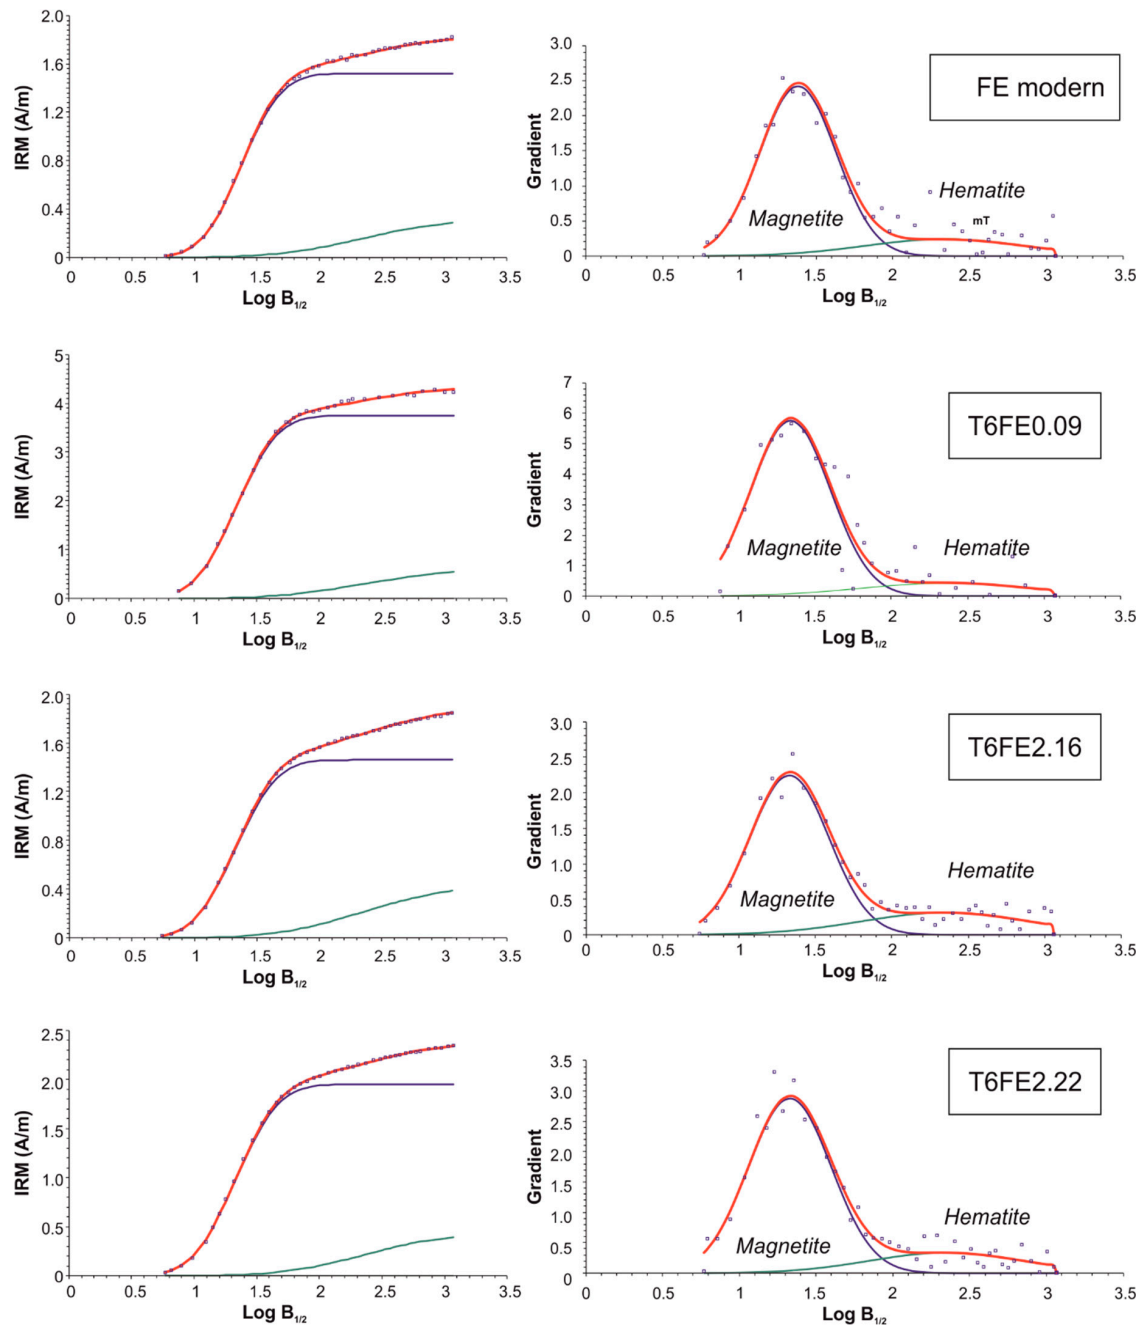 2.0
1.6
1.2
0.8
0.4
0
IRM (A/m)
0 0.5 1 1.5 2 2.5 3 3.5
Log B1/2
3.0
2.5
2.0
1.5
1.0
0.5
0
Gradient
FE modern
Hematite
Magnetite
mT
0 0.5 1 1.5 2 2.5 3 3.5
Log B1/2
5
4
3
2
1
0
IRM (A/m)
0 0.5 1 1.5 2 2.5 3 3.5
Log B1/2
7
6
5
4
3
2
1
0
Gradient
T6FE0.09
Magnetite
Hematite
0 0.5 1 1.5 2 2.5 3 3.5
Log B1/2
2.0
1.6
1.2
0.8
0.4
0
IRM (A/m)
0 0.5 1 1.5 2 2.5 3 3.5
Log B1/2
3.0
2.5
2.0
1.5
1.0
0.5
0
Gradient
T6FE2.16
Hematite
Magnetite
0 0.5 1 1.5 2 2.5 3 3.5
Log B1/2
2.5
2.0
1.5
1.0
0.5
0
IRM (A/m)
0 0.5 1 1.5 2 2.5 3 3.5
Log B1/2
3.5
3.0
2.5
2.0
1.5
1.0
0.5
0
Gradient
T6FE2.22
Hematite
Magnetite
0 0.5 1 1.5 2 2.5 3 3.5
Log B1/2